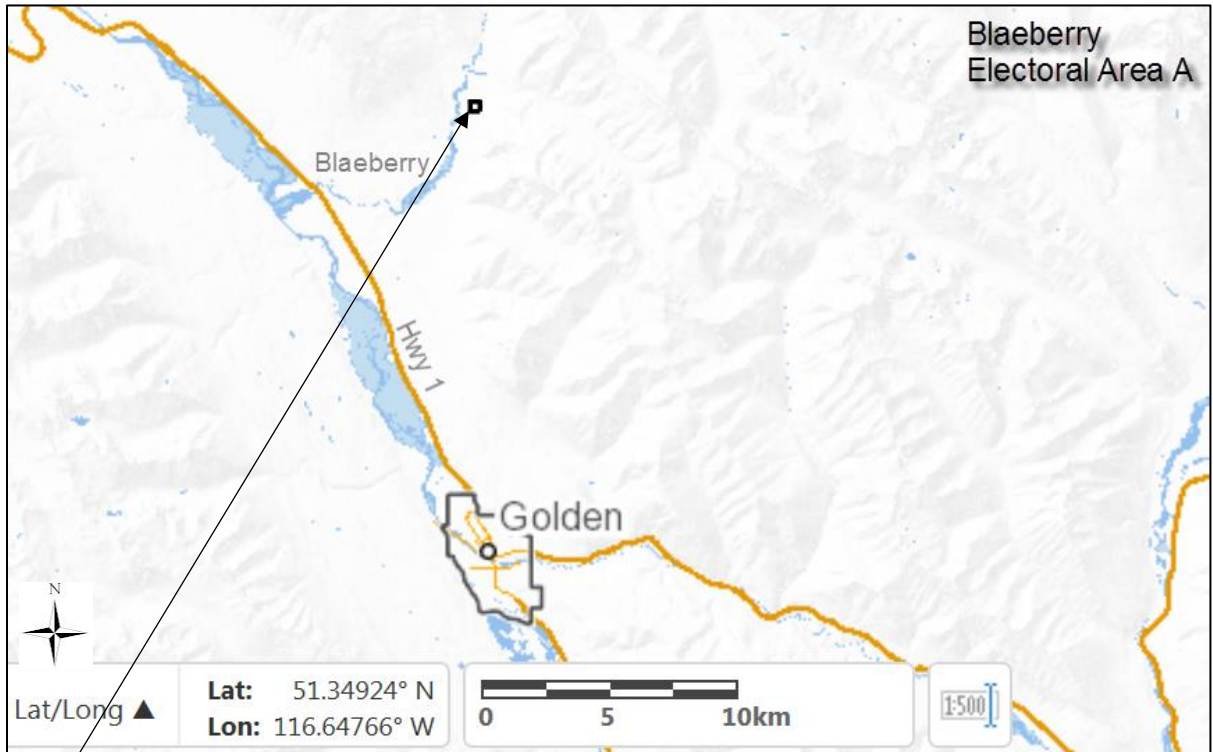 Blaeberry
Electoral Area A
Blaeberry
Hwy 1
Golden
N
Lat/Long ▲
Lat: 51.34924° N
Lon: 116.64766° W
0 5 10km
1:500